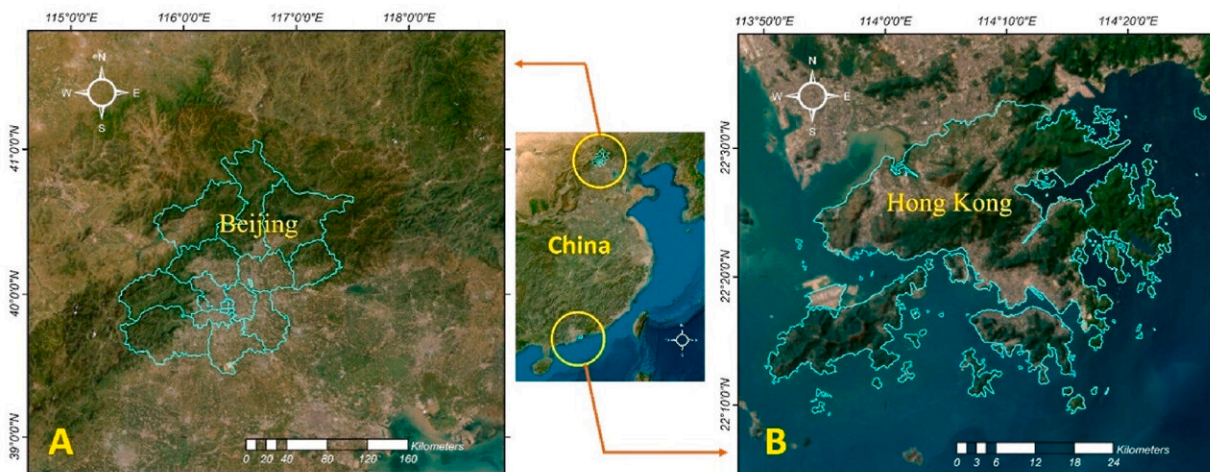 115°0'0"E 116°0'0"E 117°0'0"E 118°0'0"E
N
W E
S
41°0'0"N
40°0'0"N
39°0'0"N
Beijing
A
Kilometers
0 20 40 80 120 160
China
113°50'0"E 114°0'0"E 114°10'0"E 114°20'0"E
N
W E
S
22°30'0"N
22°20'0"N
22°10'0"N
Hong Kong
B
Kilometers
0 3 6 12 18 24